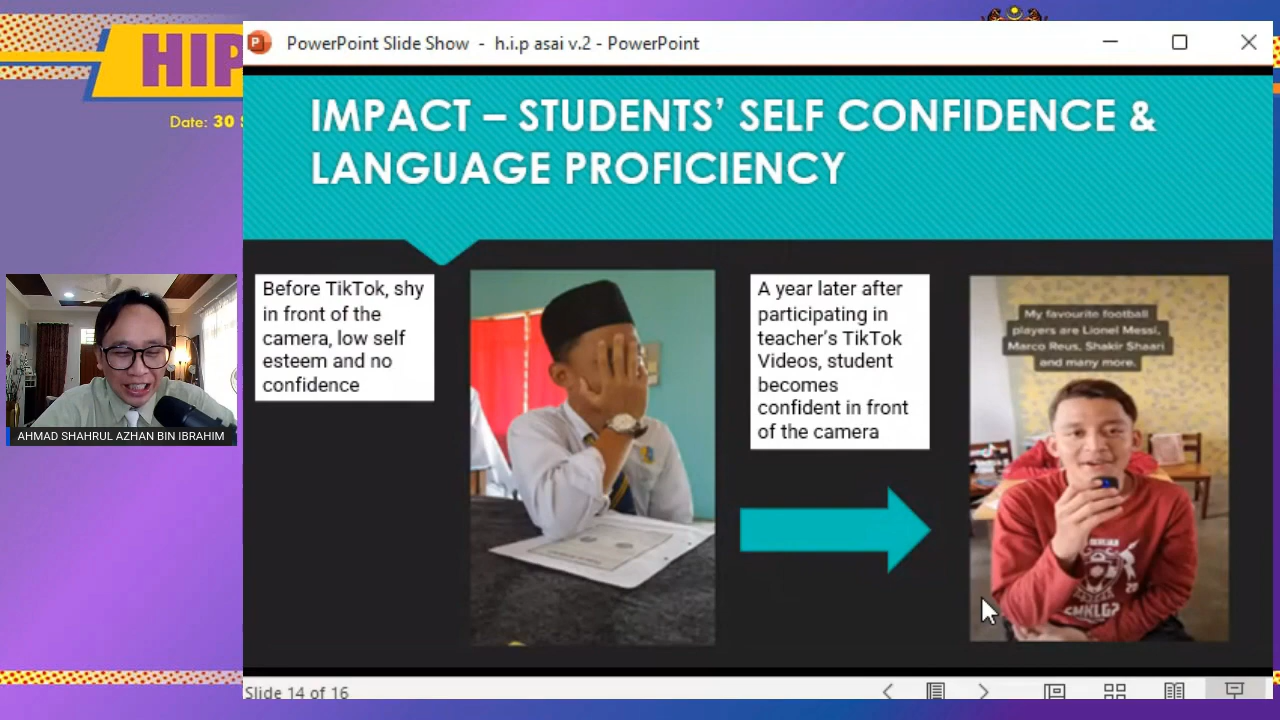 HIP
Date: 30
PowerPoint Slide Show - h.i.p asai v.2 - PowerPoint
IMPACT – STUDENTS’ SELF CONFIDENCE &
LANGUAGE PROFICIENCY
Before TikTok, shy
in front of the
camera, low self
esteem and no
confidence
A year later after
participating in
teacher’s TikTok
Videos, student
becomes
confident in front
of the camera
My favourite football
players are Lionel Messi,
Marco Reus, Shakir Shaari
and many more.
AHMAD SHAHRUL AZHAN BIN IBRAHIM
Slide 14 of 16